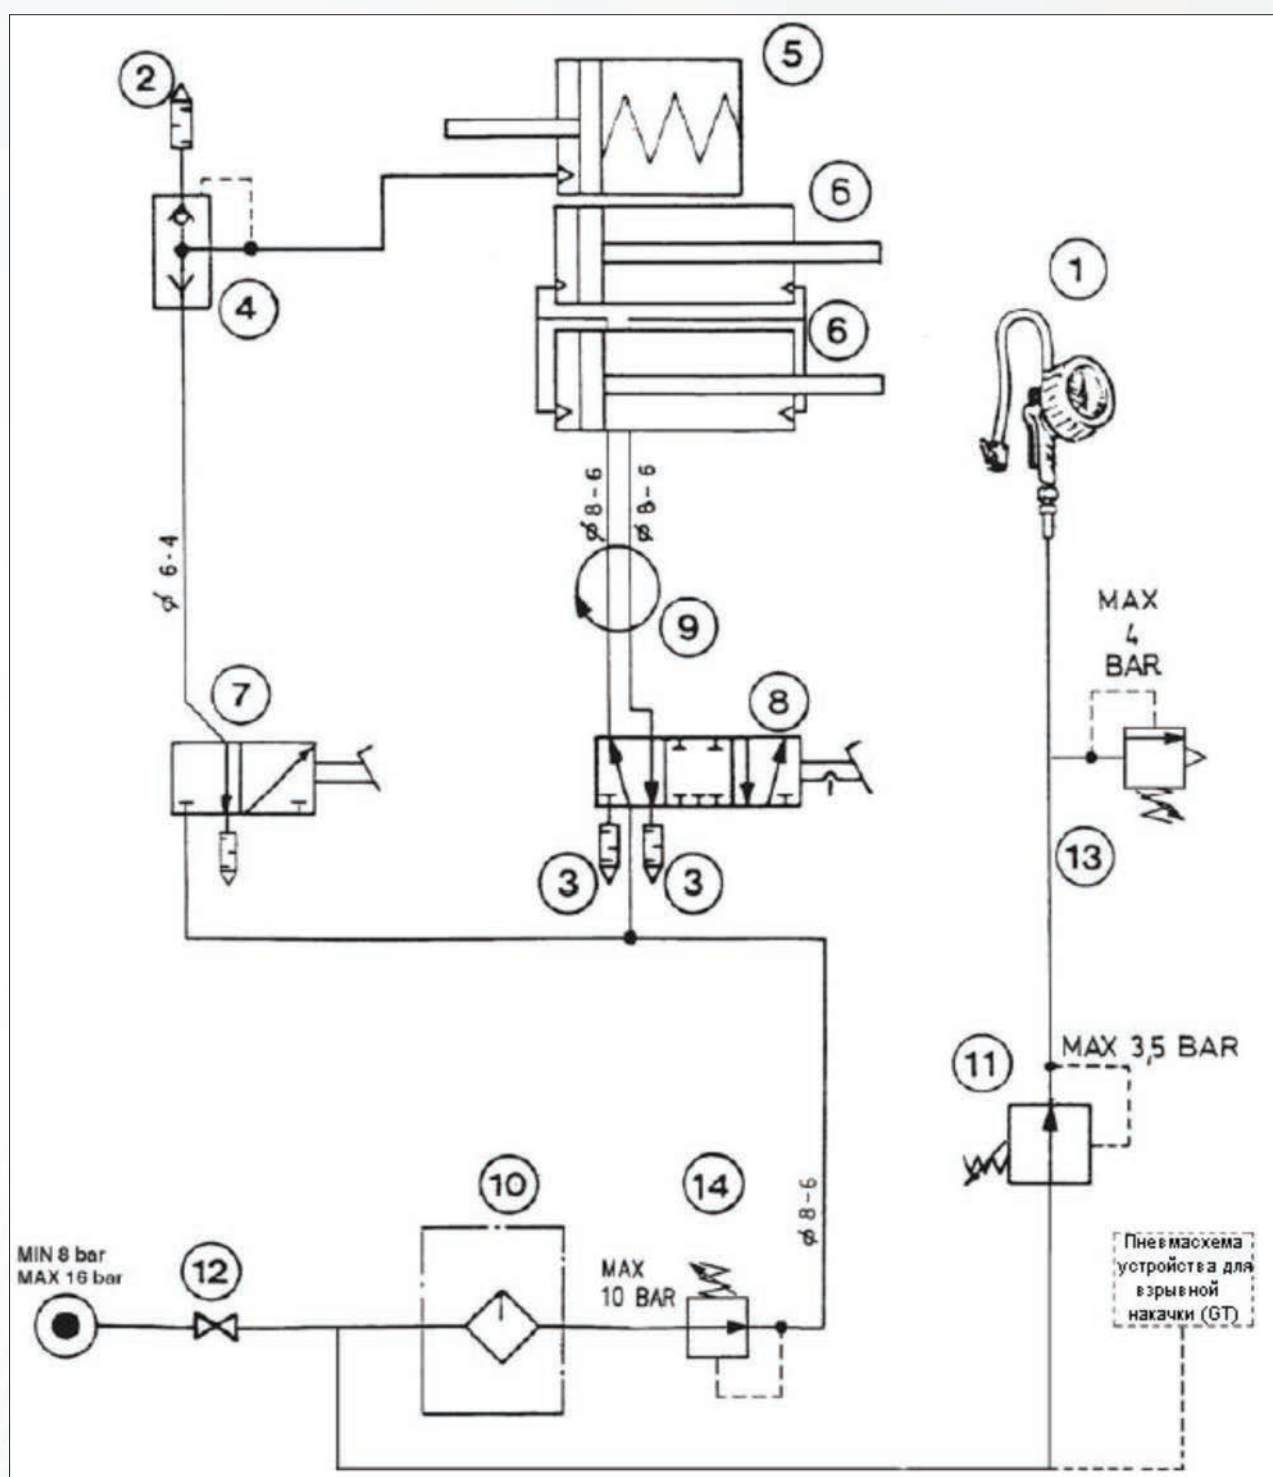 2
5
6
1
4
6
ø 8-6
ø 8-6
ø 6-4
9
MAX
4
BAR
7
8
3
3
13
MAX 3,5 BAR
11
10
14
ø 8-6
MIN 8 bar
MAX 16 bar
12
MAX
10 BAR
Пневмасхема
устройства для
взрывной
накачки (GT)